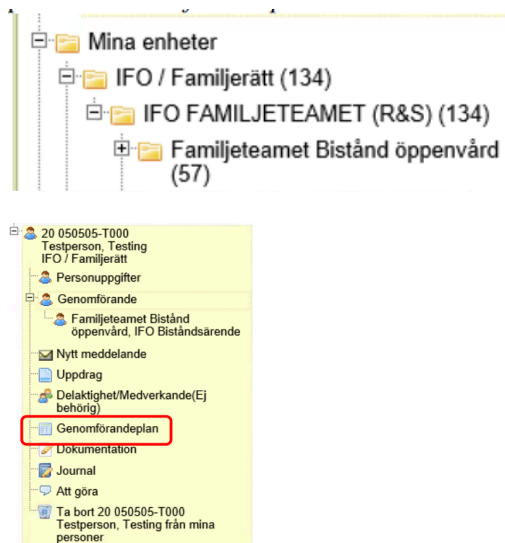 Mina enheter
IFO / Familjerätt (134)
IFO FAMILJETEAMET (R&S) (134)
Familjeteamet Bistånd öppenvård
(57)
20 050505-T000
Testperson, Testing
IFO / Familjerätt
Personuppgifter
Genomförande
Familjeteamet Bistånd
öppenvård, IFO Biståndsärende
Nytt meddelande
Uppdrag
Delaktighet/Medverkande(Ej
behörig)
Genomförandeplan
Dokumentation
Journal
Att göra
Ta bort 20 050505-T000
Testperson, Testing från mina
personer